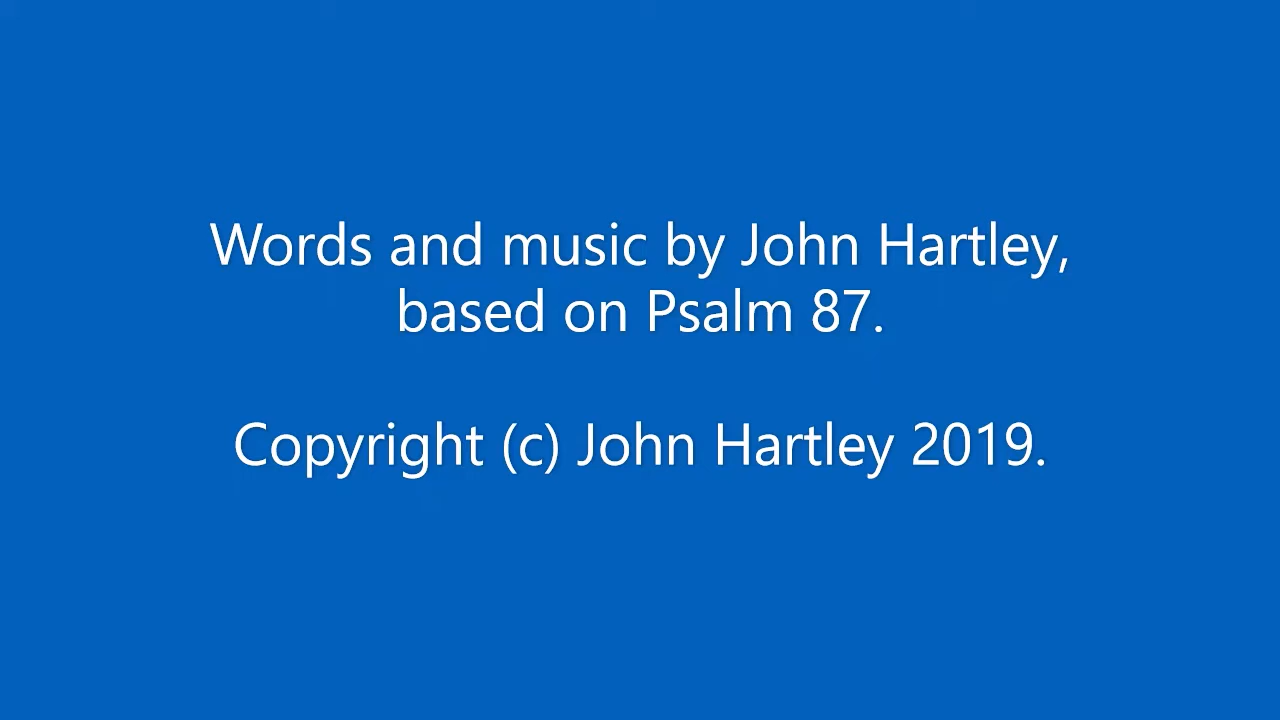 Words and music by John Hartley,
based on Psalm 87.
Copyright (c) John Hartley 2019.